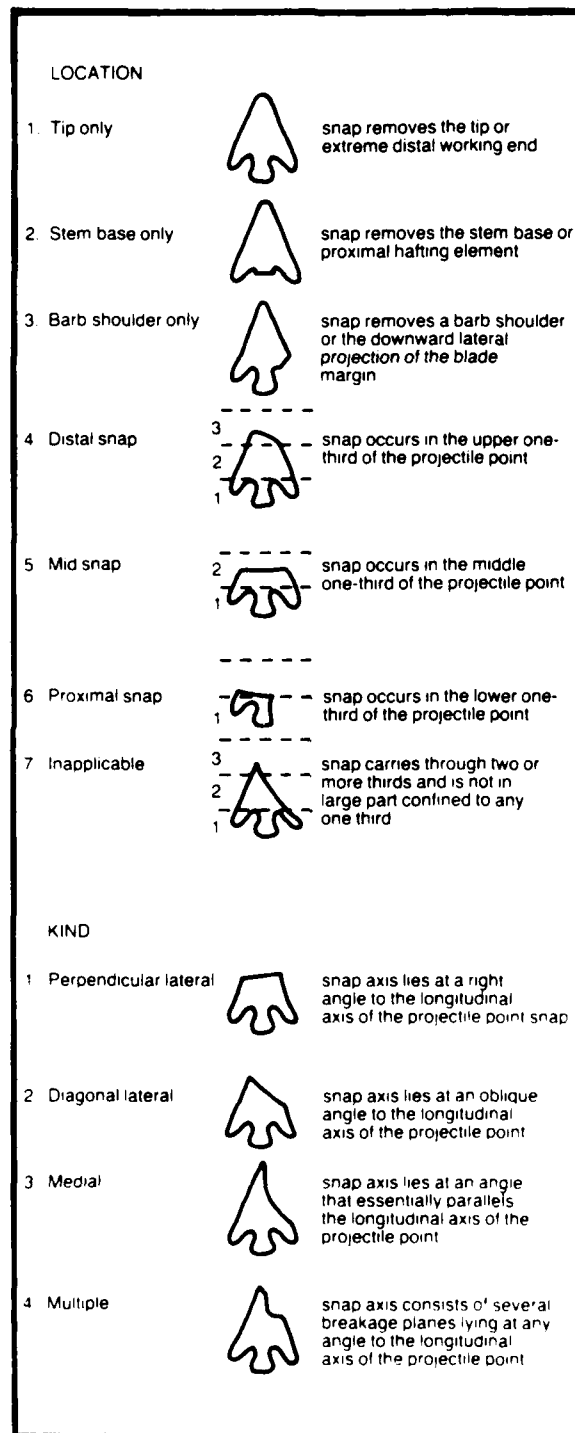 LOCATION
1. Tip only
snap removes the tip or
extreme distal working end
2. Stem base only
snap removes the stem base or
proximal hafting element
3. Barb shoulder only
snap removes a barb shoulder
or the downward lateral
projection of the blade
margin
4 Distal snap
3
2
1
snap occurs in the upper one-
third of the projectile point
5 Mid snap
2
1
snap occurs in the middle
one-third of the projectile point
6 Proximal snap
1
snap occurs in the lower one-
third of the projectile point
7 Inapplicable
3
2
1
snap carries through two or
more thirds and is not in
large part confined to any
one third
KIND
1 Perpendicular lateral
snap axis lies at a right
angle to the longitudinal
axis of the projectile point snap
2 Diagonal lateral
snap axis lies at an oblique
angle to the longitudinal
axis of the projectile point
3 Medial
snap axis lies at an angle
that essentially parallels
the longitudinal axis of the
projectile point
4 Multiple
snap axis consists of several
breakage planes lying at any
angle to the longitudinal
axis of the projectile point